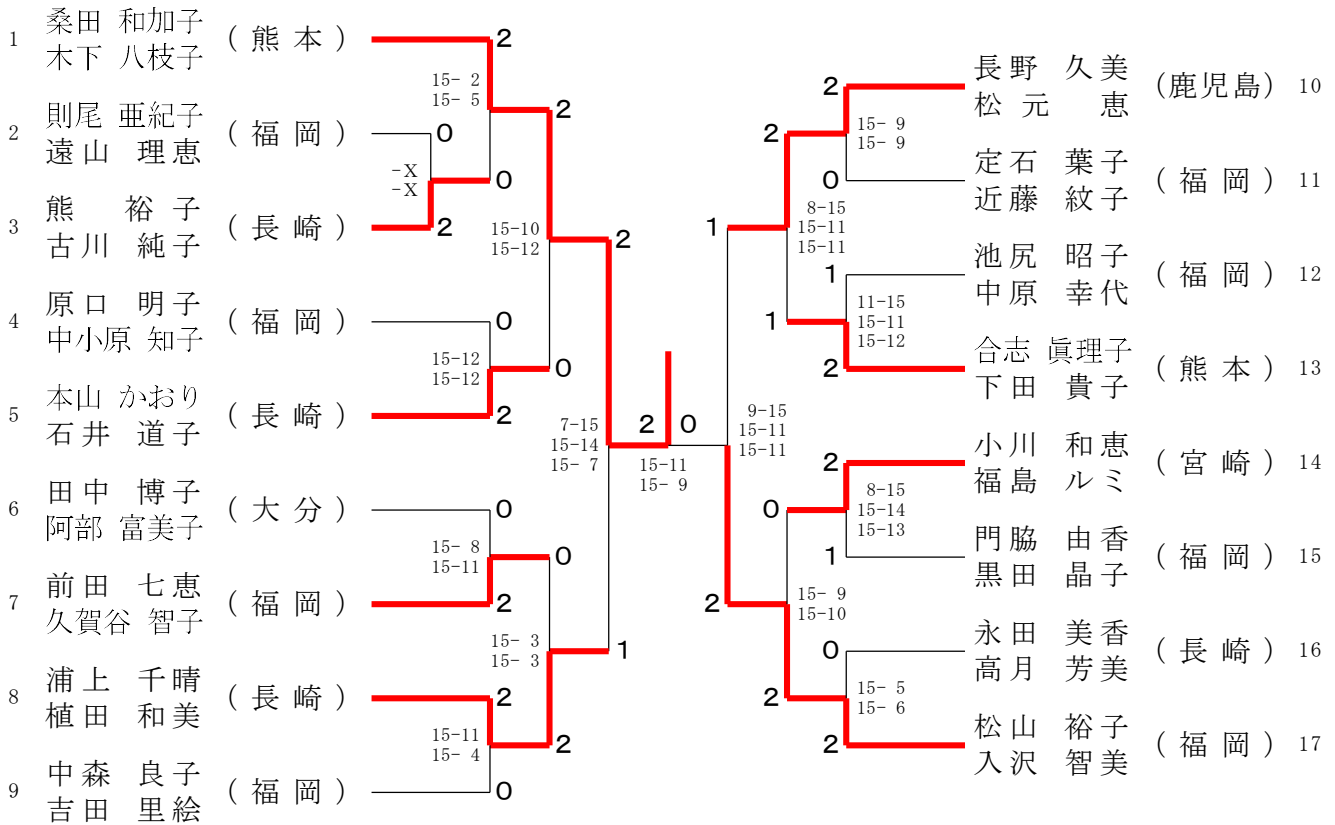 1 桑田 和加子 木下 八枝子 ( 熊 本 ) 2
15- 2
15- 5
2
2 則尾 亜紀子 遠山 理恵 ( 福 岡 ) 0
-X
-X
0
3 熊 裕子 古川 純子 ( 長 崎 ) 2
15-10
15-12
2
4 原口 明子 中小原 知子 ( 福 岡 ) 0
15-12
15-12
0
5 本山 かおり 石井 道子 ( 長 崎 ) 2
7-15
15-14
15- 7
6 田中 博子 阿部 富美子 ( 大 分 ) 0
15- 8
15-11
0
7 前田 七恵 久賀谷 智子 ( 福 岡 ) 2
15- 3
15- 3
1
8 浦上 千晴 植田 和美 ( 長 崎 ) 2
15-11
15- 4
2
9 中森 良子 吉田 里絵 ( 福 岡 ) 0
2 0
15-11
15- 9
2 長野 久美 松元 恵 (鹿児島) 10
2
15- 9
15- 9
0 定石 葉子 近藤 紋子 ( 福 岡 ) 11
1
8-15
15-11
15-11
1 池尻 昭子 中原 幸代 ( 福 岡 ) 12
1
11-15
15-11
15-12
2 合志 眞理子 下田 貴子 ( 熊 本 ) 13
9-15
15-11
15-11
2 小川 和恵 福島 ルミ ( 宮 崎 ) 14
0
8-15
15-14
15-13
1 門脇 由香 黒田 晶子 ( 福 岡 ) 15
2
15- 9
15-10
0 永田 美香 高月 芳美 ( 長 崎 ) 16
2
15- 5
15- 6
2 松山 裕子 入沢 智美 ( 福 岡 ) 17